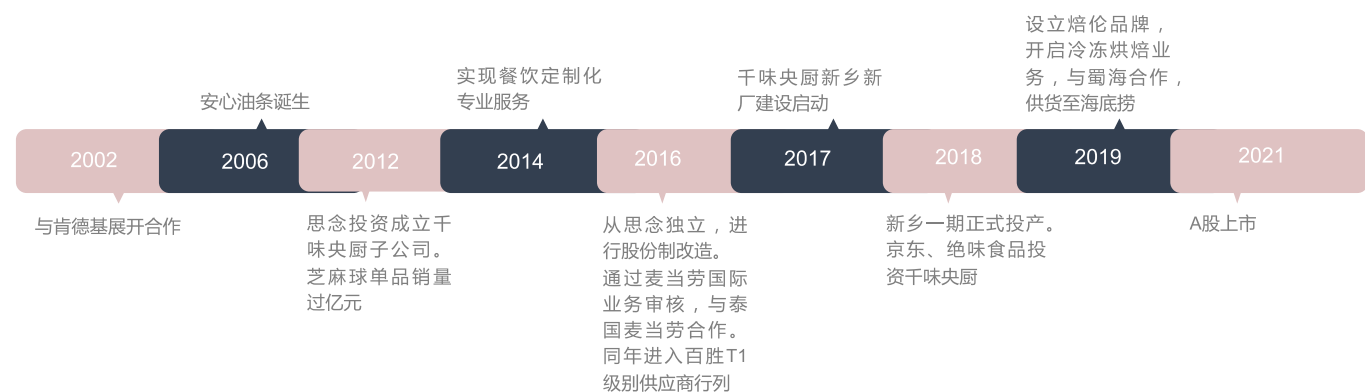 设立焙伦品牌，
开启冷冻烘焙业
务，与蜀海合作，
供货至海底捞
实现餐饮定制化
专业服务
千味央厨新乡新
厂建设启动
安心油条诞生
2002
2006
2012
2014
2016
2017
2018
2019
2021
与肯德基展开合作
思念投资成立千
味央厨子公司。
芝麻球单品销量
过亿元
从思念独立，进
行股份制改造。
通过麦当劳国际
业务审核，与泰
国麦当劳合作。
同年进入百胜T1
级别供应商行列
新乡一期正式投产。
京东、绝味食品投
资千味央厨
A股上市